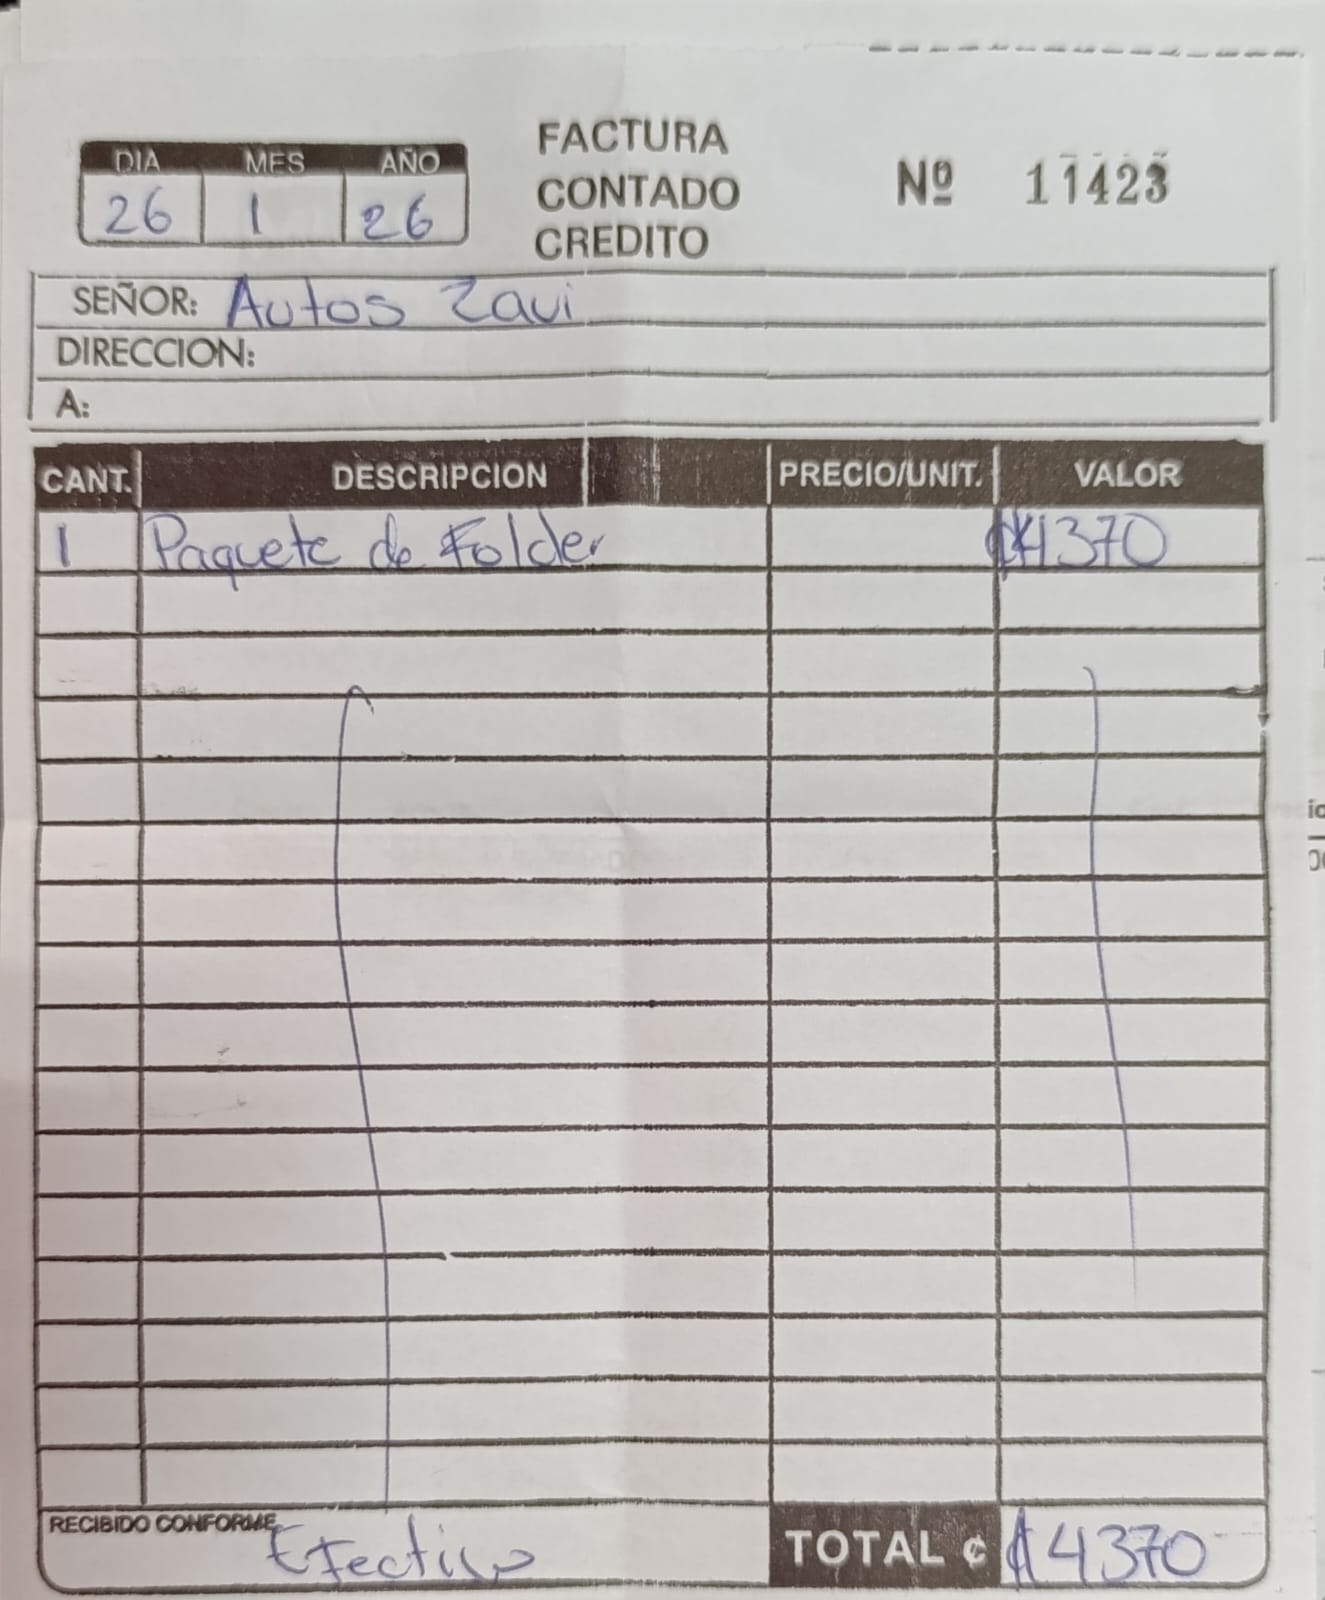 DIA MES AÑO
26 1 26
FACTURA
CONTADO
CREDITO
Nº 11423
SEÑOR: Autos Zavi
DIRECCION:
A:
CANT. DESCRIPCION PRECIO/UNIT. VALOR
1 Paquete de Folder ₡4370
RECIBIDO CONFORME Efectivo
TOTAL ¢ ₡4370